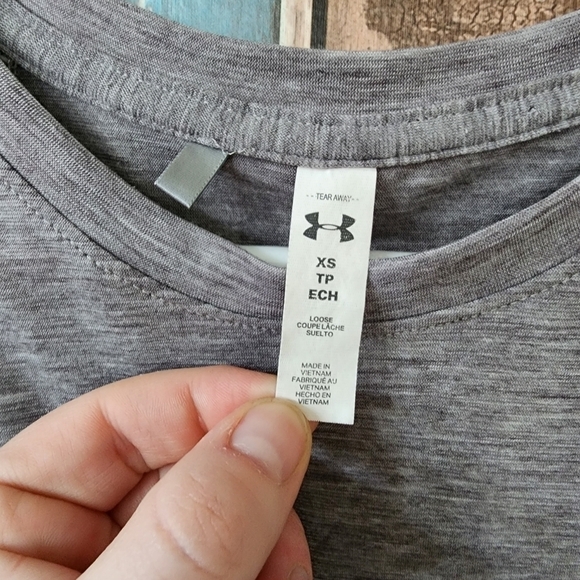 - - TEAR AWAY- -
XS
TP
ECH
LOOSE
COUPE LÂCHE
SUELTO
MADE IN
VIETNAM
FABRIQUÉ AU
VIETNAM
HECHO EN
VIETNAM